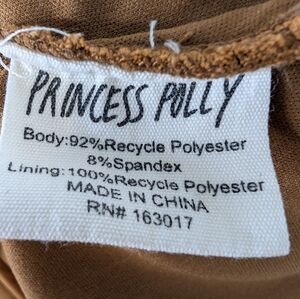 PRINCESS POLLY
Body:92%Recycle Polyester
8%Spandex
Lining:100%Recycle Polyester
MADE IN CHINA
RN# 163017